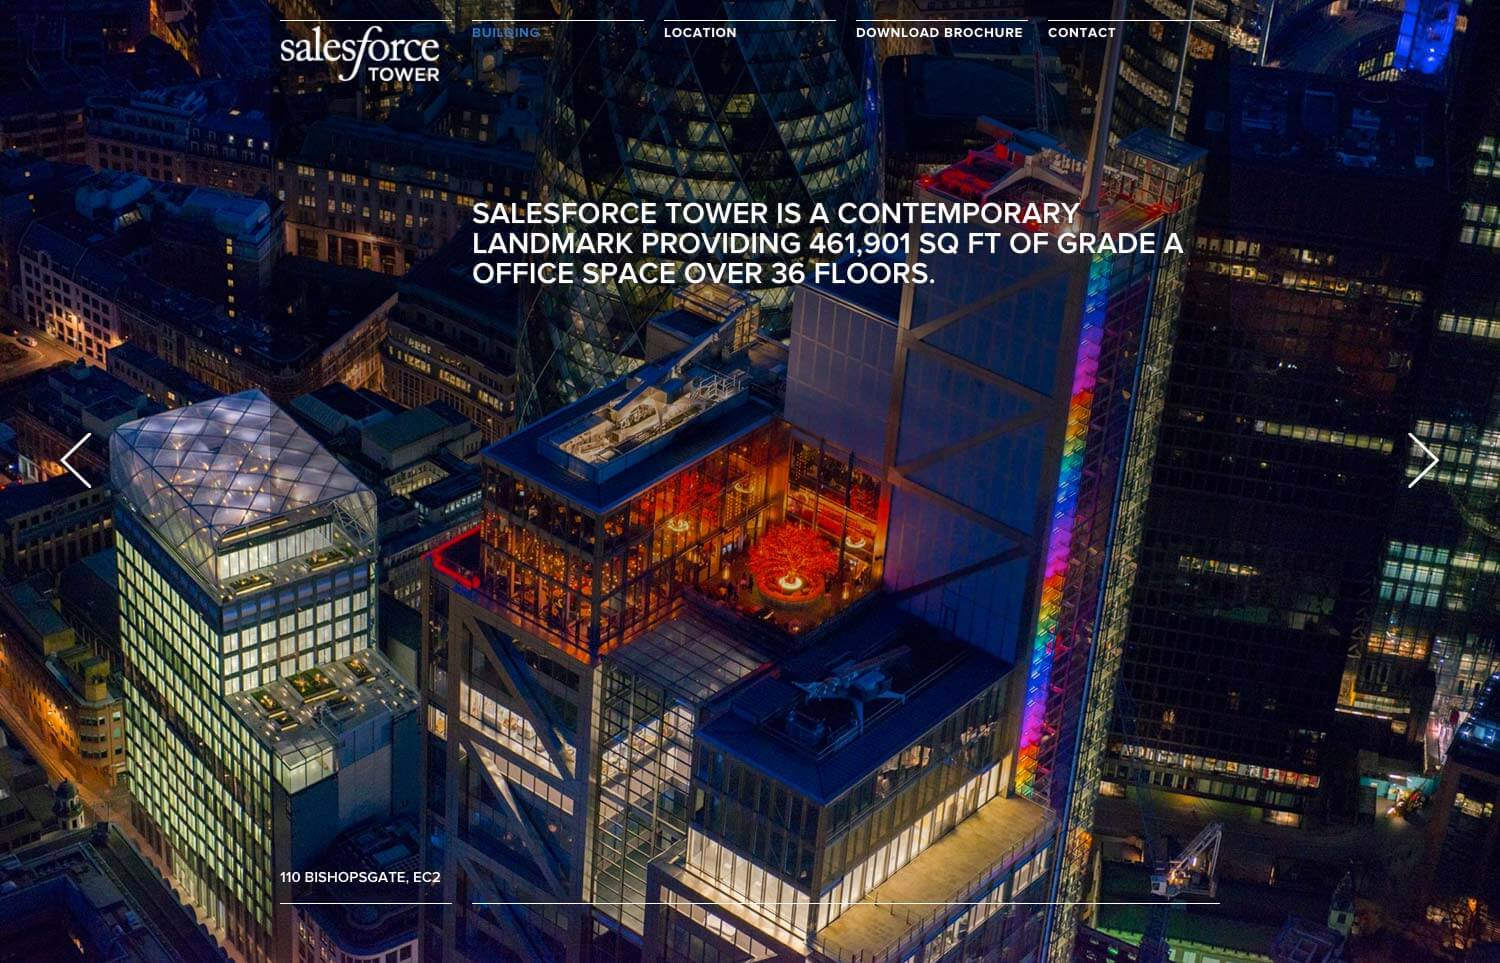 salesforce
TOWER
BUILDING
LOCATION
DOWNLOAD BROCHURE
CONTACT
SALESFORCE TOWER IS A CONTEMPORARY
LANDMARK PROVIDING 461,901 SQ FT OF GRADE A
OFFICE SPACE OVER 36 FLOORS.
110 BISHOPSGATE, EC2